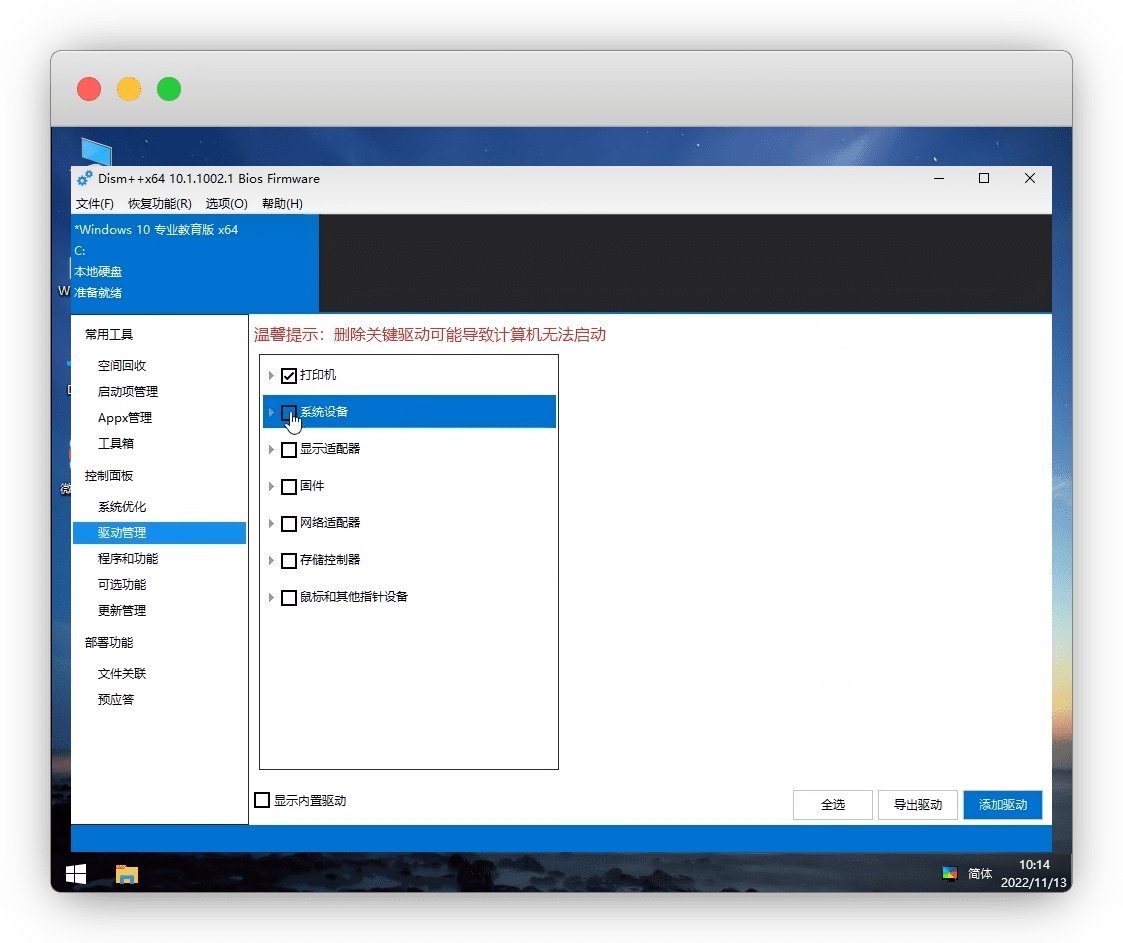 Dism++x64 10.1.1002.1 Bios Firmware
文件(F) 恢复功能(R) 选项(O) 帮助(H)
*Windows 10 专业教育版 x64
C:
本地硬盘
W
准备就绪
常用工具
空间回收
启动项管理
Appx管理
工具箱
控制面板
系统优化
驱动管理
程序和功能
可选功能
更新管理
部署功能
文件关联
预应答
微
温馨提示：删除关键驱动可能导致计算机无法启动
打印机
系统设备
显示适配器
固件
网络适配器
存储控制器
鼠标和其他指针设备
显示内置驱动
全选 导出驱动 添加驱动
简体
10:14
2022/11/13